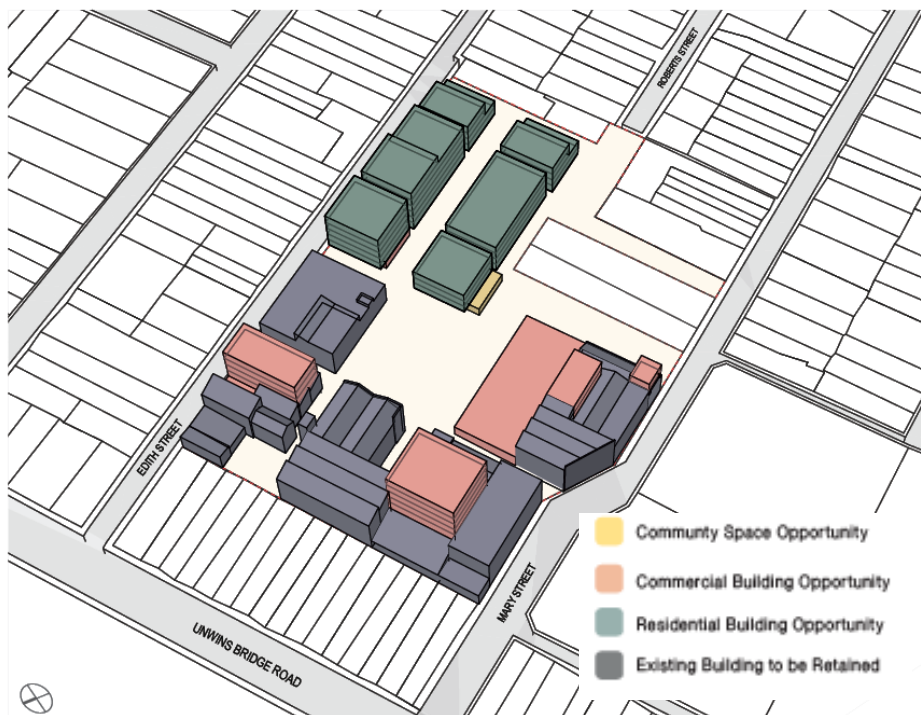 ROBERTS STREET
EDITH STREET
MARY STREET
UNWINS BRIDGE ROAD
Communty Space Opportunity
Commercial Building Opportunity
Residential Building Opportunity
Existing Building to be Retained